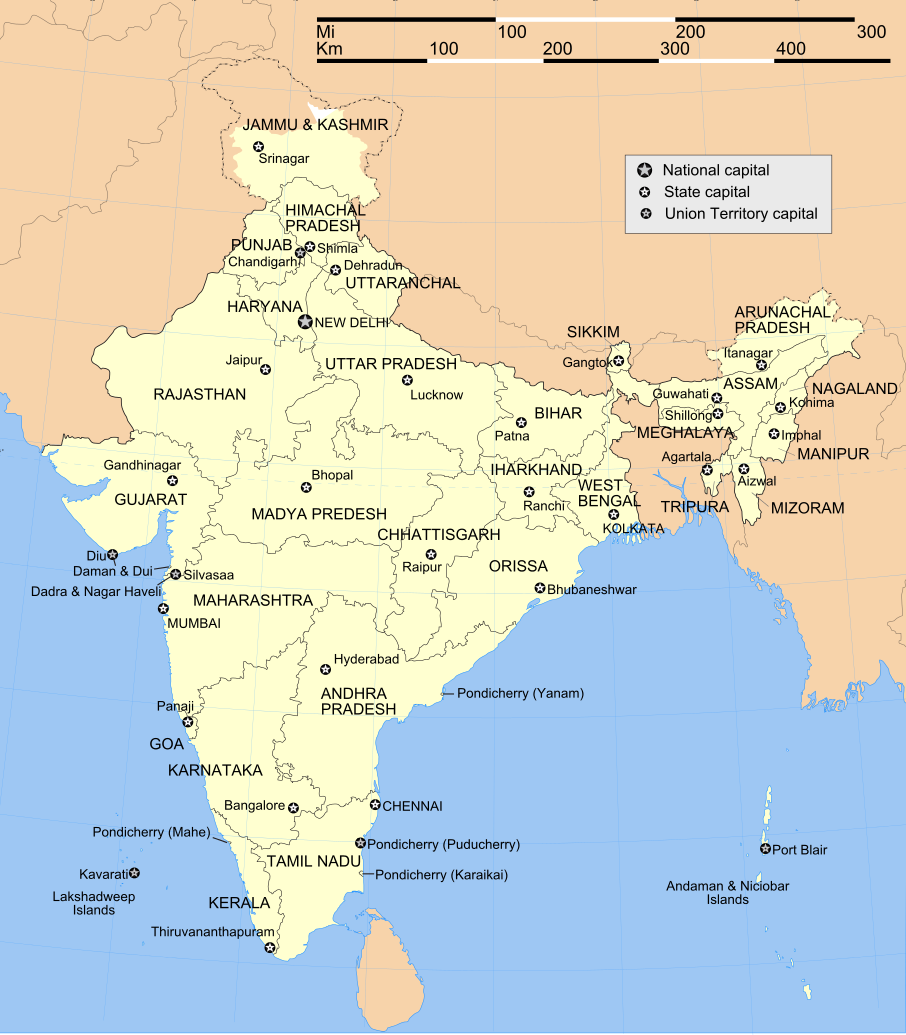 Mi
100
200
300
Km
100
200
300
400
JAMMU & KASHMIR
Srinagar
National capital
State capital
Union Territory capital
HIMACHAL
PRADESH
PUNJAB
Shimla
Chandigarh
Dehradun
UTTARANCHAL
HARYANA
NEW DELHI
ARUNACHAL
PRADESH
SIKKIM
Gangtok
Itanagar
Jaipur
UTTAR PRADESH
Lucknow
RAJASTHAN
ASSAM
NAGALAND
Guwahati
Kohima
Shillong
BIHAR
Patna
MEGHALAYA
Imphal
MANIPUR
Agartala
Aizwal
Gandhinagar
GUJARAT
Bhopal
MADYA PREDESH
IHARKHAND
Ranchi
WEST
BENGAL
KOLKATA
TRIPURA
MIZORAM
CHHATTISGARH
Raipur
ORISSA
Diu
Daman & Dui
Silvasaa
Dadra & Nagar Haveli
Bhubaneshwar
MAHARASHTRA
MUMBAI
Hyderabad
ANDHRA
PRADESH
Pondicherry (Yanam)
Panaji
GOA
KARNATAKA
Bangalore
CHENNAI
Pondicherry (Mahe)
Pondicherry (Puducherry)
TAMIL NADU
Pondicherry (Karaikai)
Port Blair
Kavarati
Lakshadweep
Islands
Andaman & Niciobar
Islands
KERALA
Thiruvananthapuram